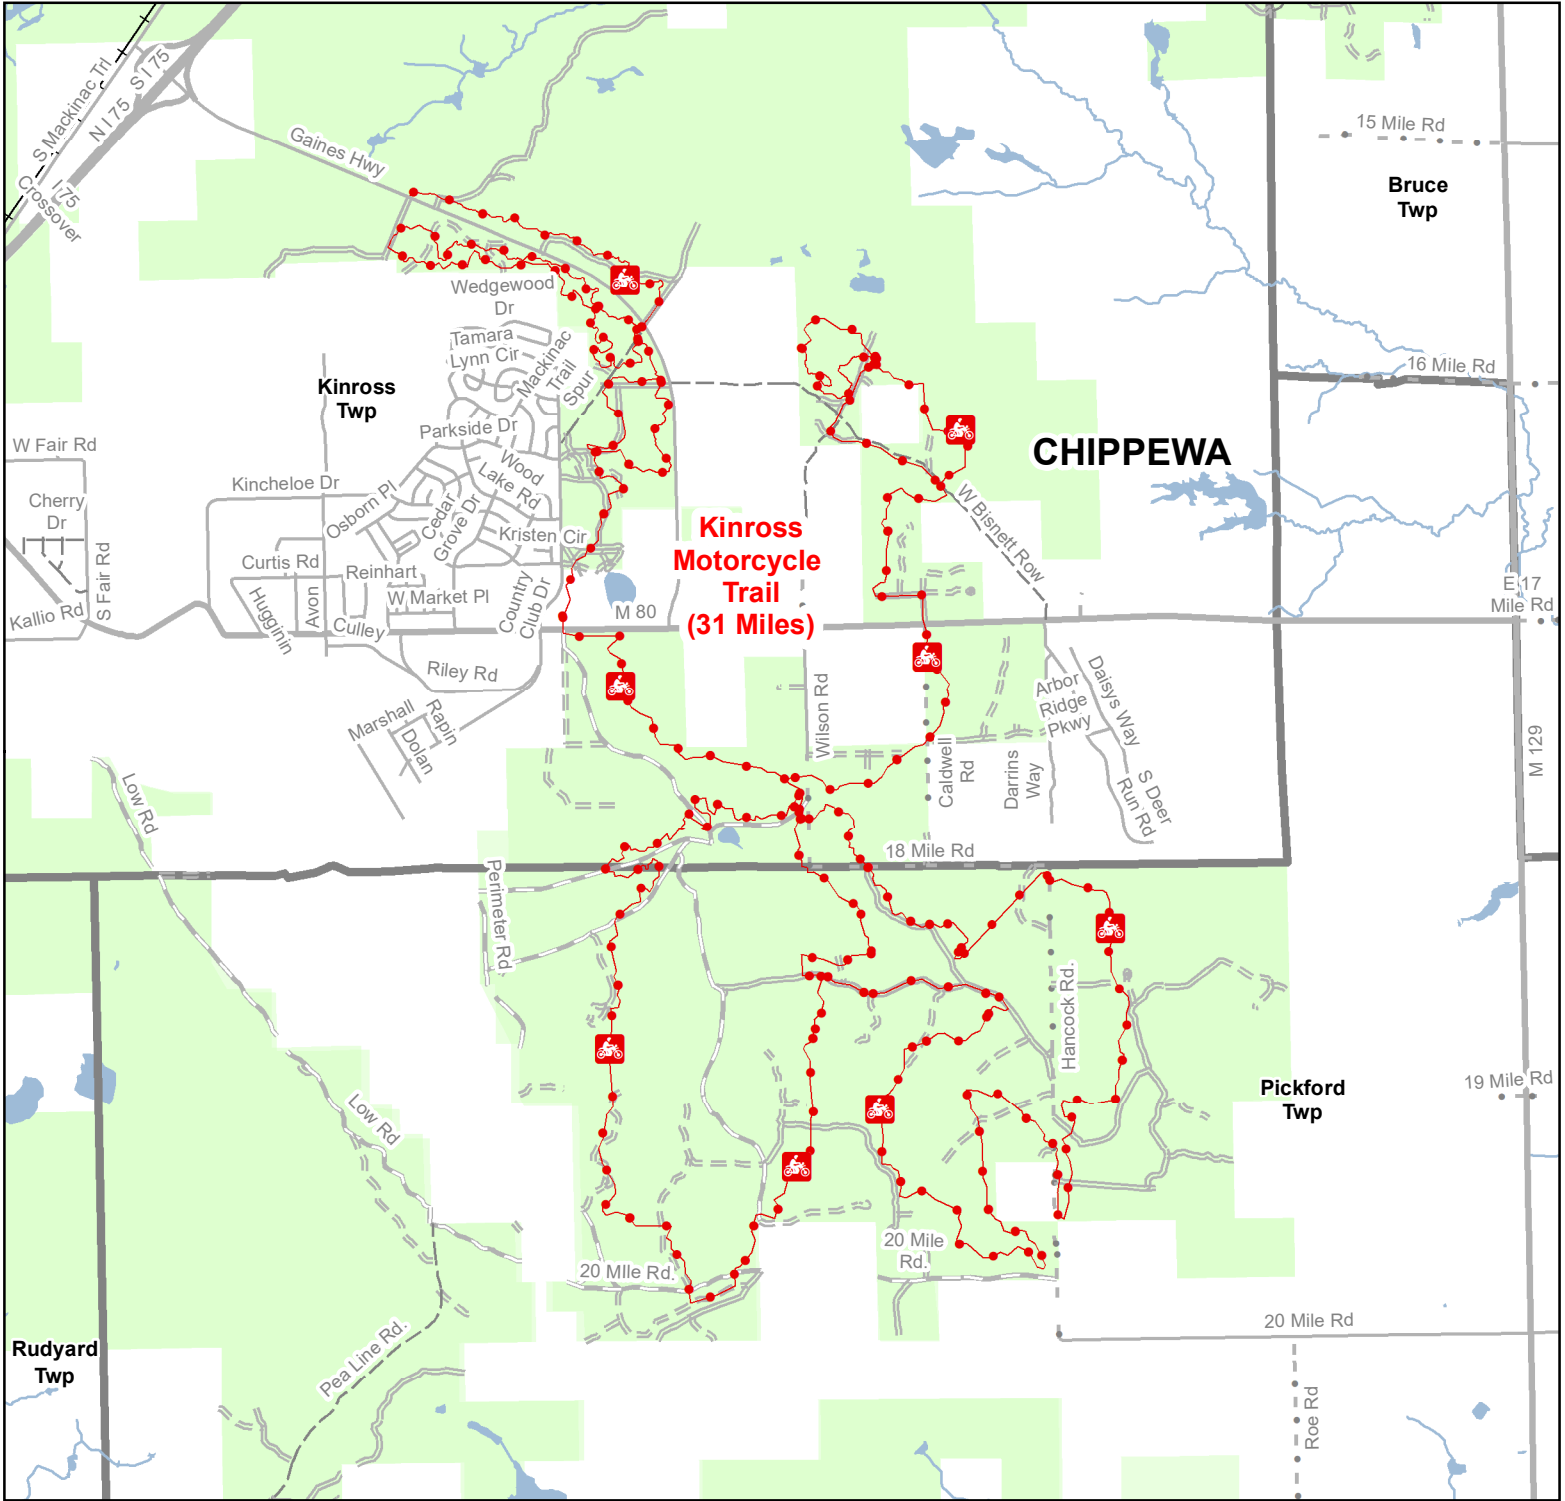 S Mackinac Trl
N I 75
S I 75
I 75
Crossover
Gaines Hwy
15 Mile Rd
Bruce
Twp
Wedgewood
Dr
Tamara
Lynn Cir
Mackinac
Trail
Spur
16 Mile Rd
Kinross
Twp
Parkside Dr
W Fair Rd
CHIPPEWA
Wood
Lake Rd
Kincheloe Dr
Osborn Pl
Cedar
Grove Dr
Cherry
Dr
W Bisnett Row
Kinross
Motorcycle
Trail
(31 Miles)
Kristen Cir
Curtis Rd
Reinhart
S Fair Rd
Avon
W Market Pl
Country
Club Dr
M 80
E 17
Mile Rd
Kallio Rd
Hugginin
Culley
Riley Rd
Wilson Rd
Arbor
Ridge
Pkwy
Daisys Way
Marshall
Rapin
Dolan
M 129
Low Rd
Caldwell
Rd
Darrins
Way
S Deer
Run Rd
18 Mile Rd
Perimeter Rd.
Hancock Rd.
Pickford
Twp
19 Mile Rd
Low Rd
20 Mile
Rd.
20 MIle Rd.
20 Mile Rd
Rudyard
Twp
Pea Line Rd.
Roe Rd